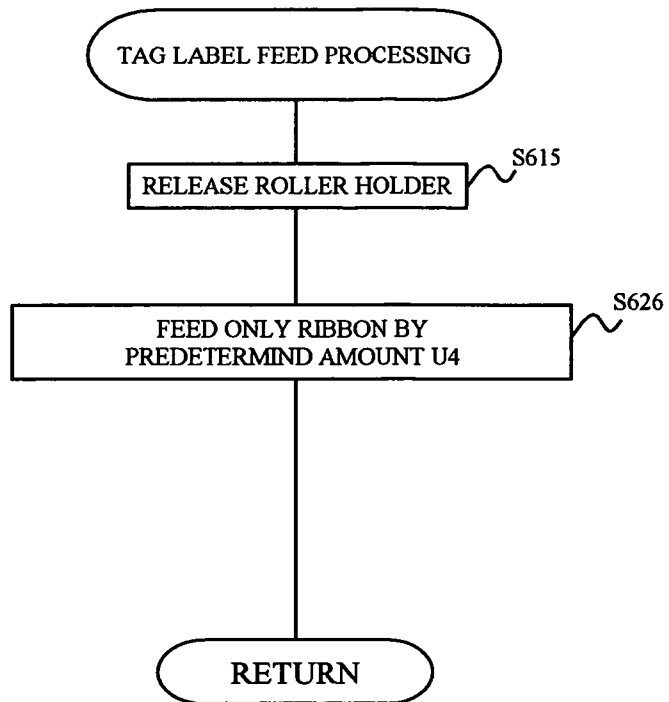 TAG LABEL FEED PROCESSING
S615
RELEASE ROLLER HOLDER
S626
FEED ONLY RIBBON BY
PREDETERMIND AMOUNT U4
RETURN